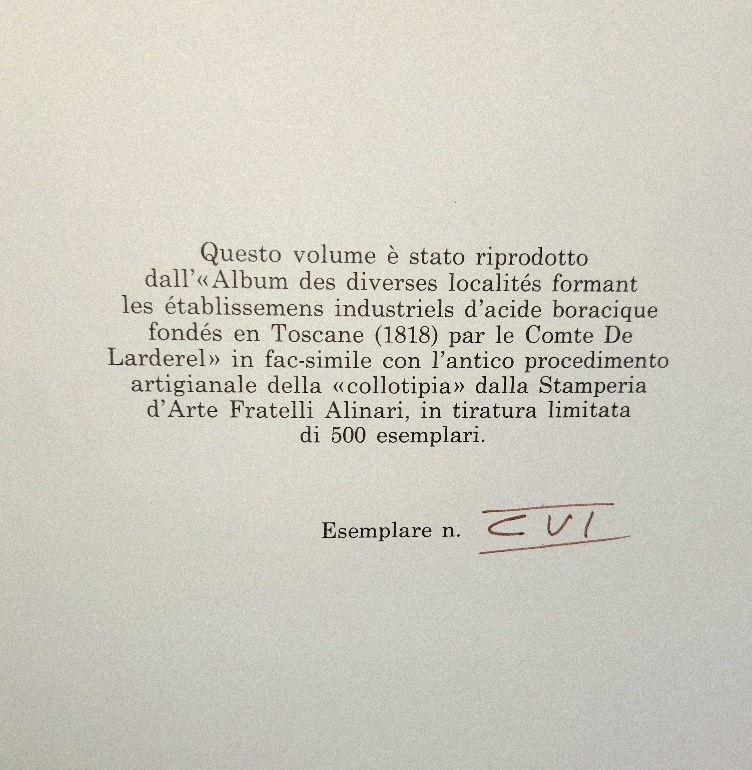 Questo volume è stato riprodotto
dall'«Album des diverses localités formant
les établissemens industriels d'acide boracique
fondés en Toscane (1818) par le Comte De
Larderel» in fac-simile con l'antico procedimento
artigianale della «collotipia» dalla Stamperia
d'Arte Fratelli Alinari, in tiratura limitata
di 500 esemplari.
Esemplare n. CVI